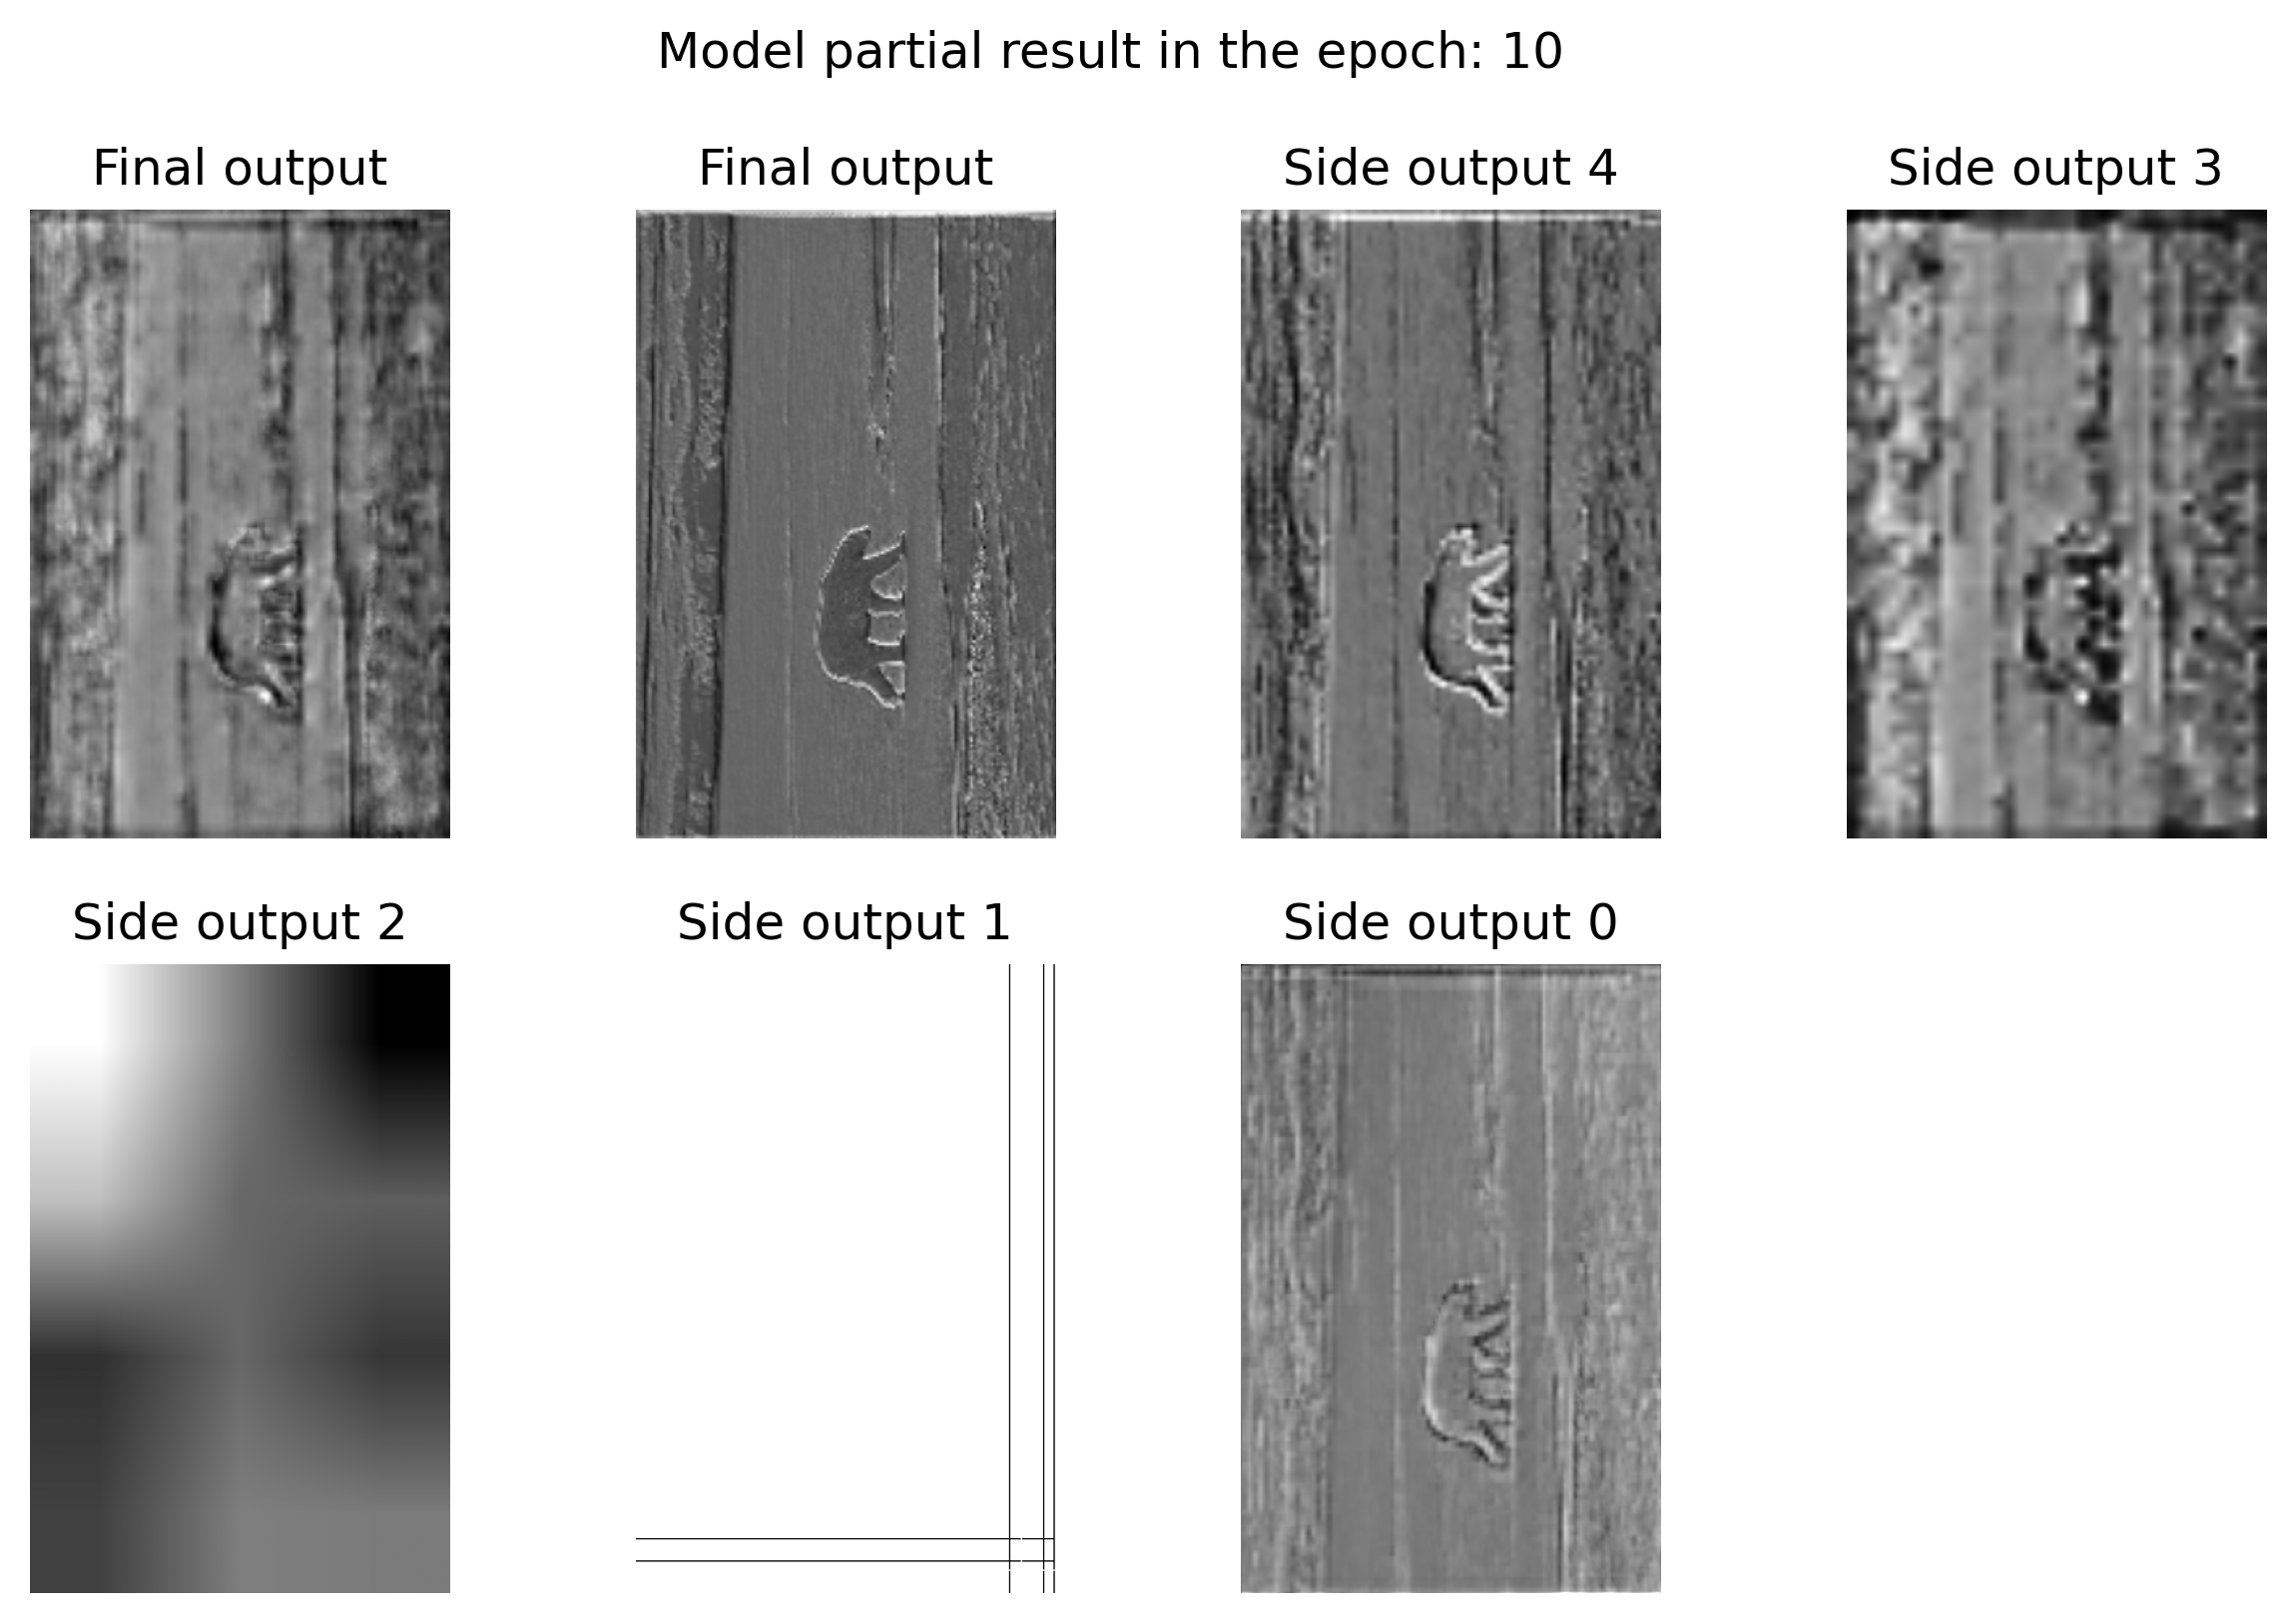 Model partial result in the epoch: 10
Final output
Final output
Side output 4
Side output 3
Side output 2
Side output 1
Side output 0